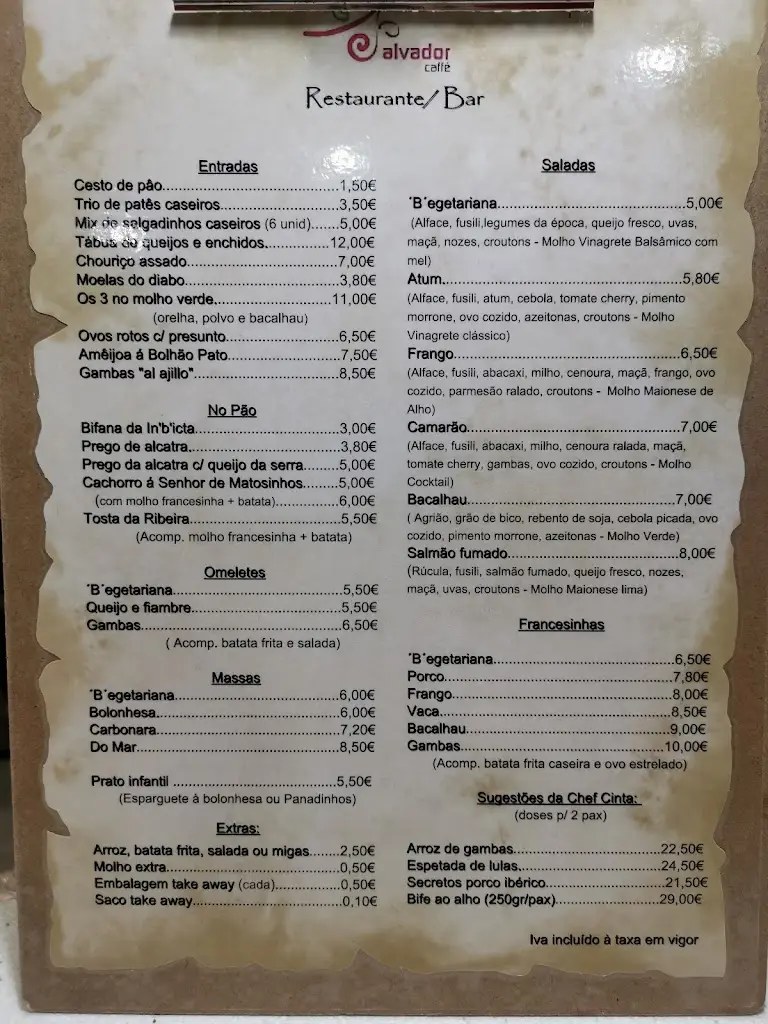 Salvador
caffé
Restaurante/ Bar
Entradas
Cesto de pão..........1,50€
Trio de patês caseiros..........3,50€
Mix de salgadinhos caseiros (6 unid).......5,00€
Tábua de queijos e enchidos..........12,00€
Chouriço assado..........7,00€
Moelas do diabo..........3,80€
Os 3 no molho verde..........11,00€
(orelha, polvo e bacalhau)
Ovos rotos c/ presunto..........6,50€
Amêijoa á Bolhão Pato..........7,50€
Gambas "al ajillo"..........8,50€
No Pão
Bifana da In'b'icta..........3,00€
Prego de alcatra..........3,80€
Prego da alcatra c/ queijo da serra..........5,00€
Cachorro á Senhor de Matosinhos..........5,00€
(com molho francesinha + batata)..........6,00€
Tosta da Ribeira..........5,50€
(Acomp. molho francesinha + batata)
Omeletes
´B´egetariana..........5,50€
Queijo e fiambre..........5,50€
Gambas..........6,50€
( Acomp. batata frita e salada)
Massas
´B´egetariana..........6,00€
Bolonhesa..........6,00€
Carbonara..........7,20€
Do Mar..........8,50€
Prato infantil ..........5,50€
(Esparguete à bolonhesa ou Panadinhos)
Extras:
Arroz, batata frita, salada ou migas.......2,50€
Molho extra..........0,50€
Embalagem take away (cada)..........0,50€
Saco take away..........0,10€
Saladas
´B´egetariana..........5,00€
(Alface, fusili,legumes da época, queijo fresco, uvas,
maçã, nozes, croutons - Molho Vinagrete Balsâmico com
mel)
Atum..........5,80€
(Alface, fusili, atum, cebola, tomate cherry, pimento
morrone, ovo cozido, azeitonas, croutons - Molho
Vinagrete clássico)
Frango..........6,50€
(Alface, fusili, abacaxi, milho, cenoura, maçã, frango, ovo
cozido, parmesão ralado, croutons - Molho Maionese de
Alho)
Camarão..........7,00€
(Alface, fusili, abacaxi, milho, cenoura ralada, maçã,
tomate cherry, gambas, ovo cozido, croutons - Molho
Cocktail)
Bacalhau..........7,00€
( Agrião, grão de bico, rebento de soja, cebola picada, ovo
cozido, pimento morrone, azeitonas - Molho Verde)
Salmão fumado..........8,00€
(Rúcula, fusili, salmão fumado, queijo fresco, nozes,
maçã, uvas, croutons - Molho Maionese lima)
Francesinhas
´B´egetariana..........6,50€
Porco..........7,80€
Frango..........8,00€
Vaca..........8,50€
Bacalhau..........9,00€
Gambas..........10,00€
(Acomp. batata frita caseira e ovo estrelado)
Sugestões da Chef Cinta:
(doses p/ 2 pax)
Arroz de gambas..........22,50€
Espetada de lulas..........24,50€
Secretos porco ibérico..........21,50€
Bife ao alho (250gr/pax)..........29,00€
Iva incluído à taxa em vigor